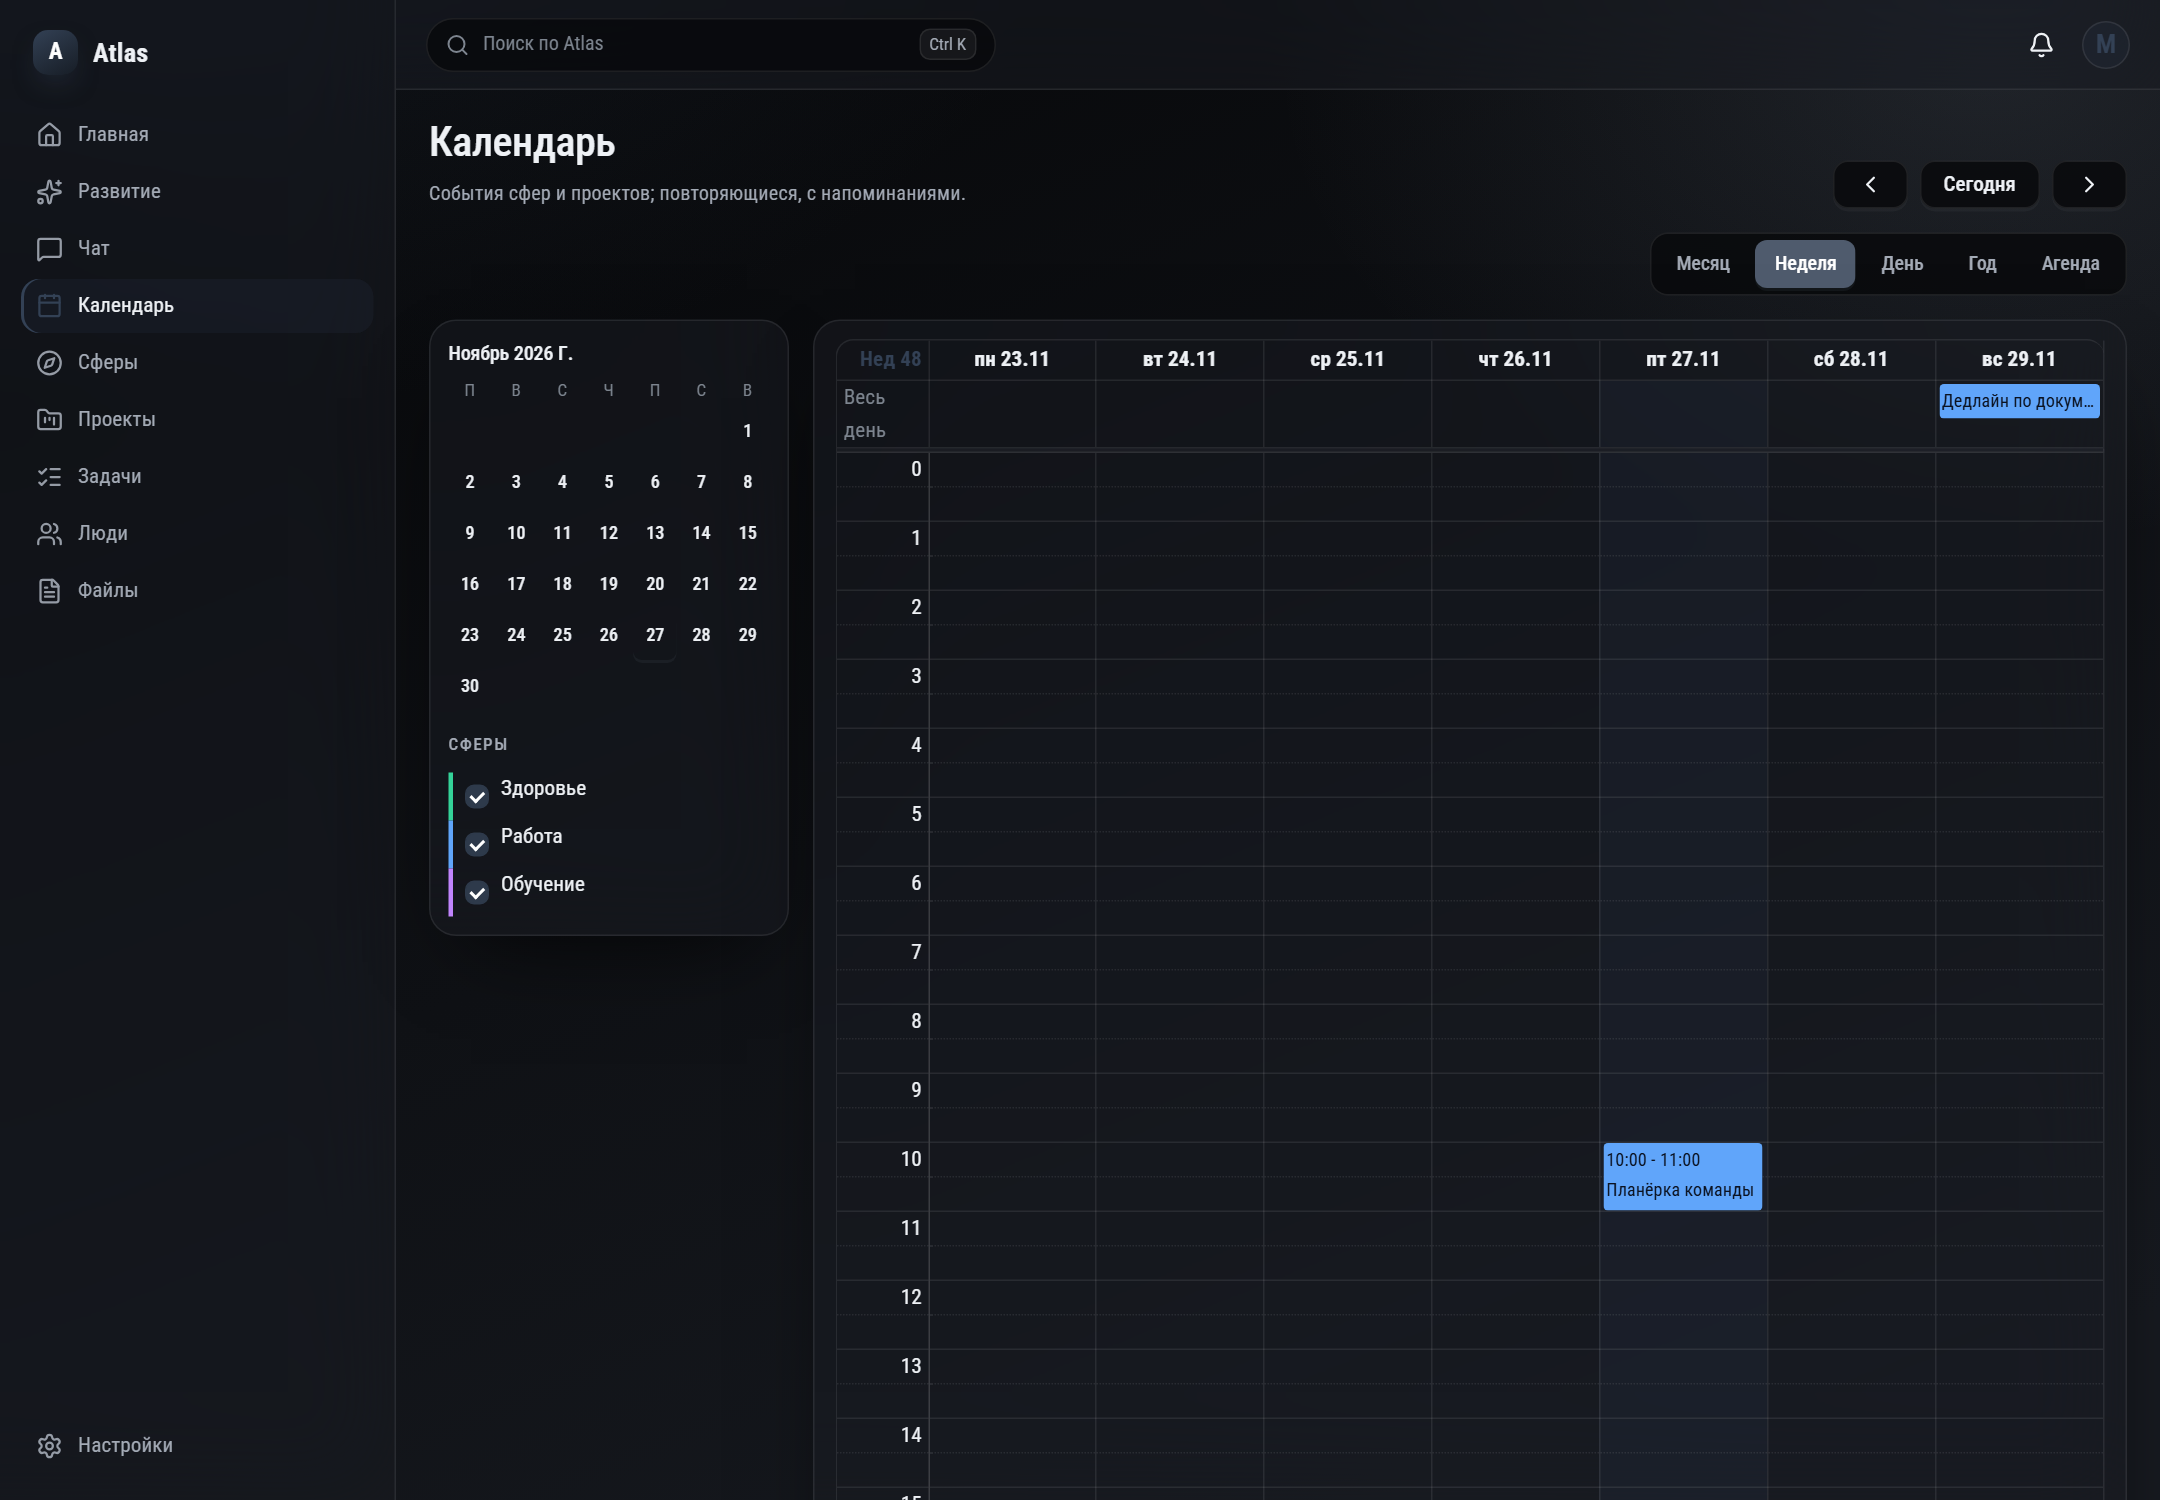 A
Atlas
Главная
Развитие
Чат
Календарь
Сферы
Проекты
Задачи
Люди
Файлы
Настройки
Поиск по Atlas
Ctrl K
M
Календарь
События сфер и проектов; повторяющиеся, с напоминаниями.
Сегодня
Месяц Неделя День Год Агенда
Ноябрь 2026 Г.
П В С Ч П С В
1
2 3 4 5 6 7 8
9 10 11 12 13 14 15
16 17 18 19 20 21 22
23 24 25 26 27 28 29
30
СФЕРЫ
Здоровье
Работа
Обучение
Нед 48 пн 23.11 вт 24.11 ср 25.11 чт 26.11 пт 27.11 сб 28.11 вс 29.11
Весь
день
Дедлайн по докум…
0
1
2
3
4
5
6
7
8
9
10
10:00 - 11:00
Планёрка команды
11
12
13
14